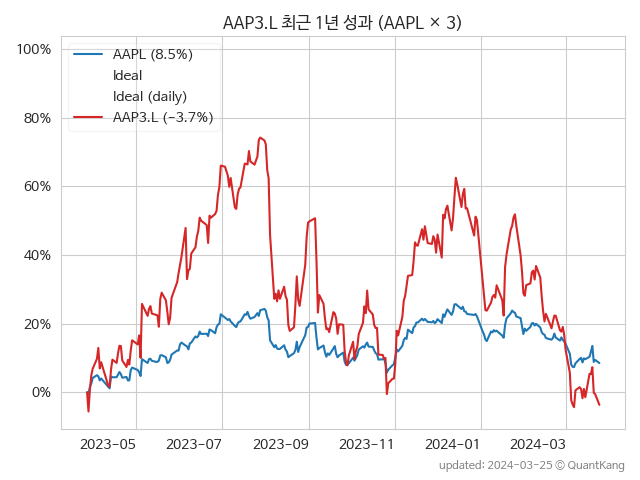 AAP3.L 최근 1년 성과 (AAPL × 3)
100%
80%
60%
40%
20%
0%
AAPL (8.5%)
Ideal
Ideal (daily)
AAP3.L (−3.7%)
2023−05
2023−07
2023−09
2023−11
2024−01
2024−03
updated: 2024-03-25 © QuantKang